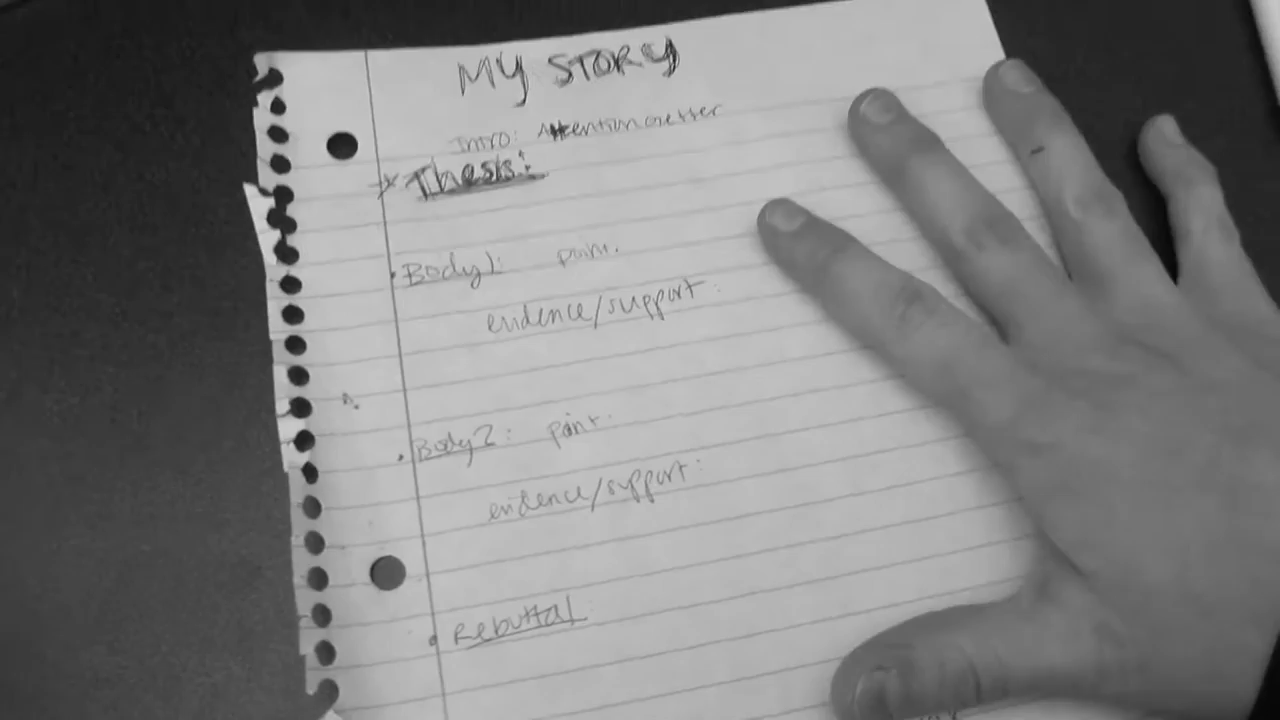 MY STORY
Intro: Attention Getter
* Thesis:
Body 1: point.
evidence/support:
Body 2: point.
evidence/support:
Rebuttal